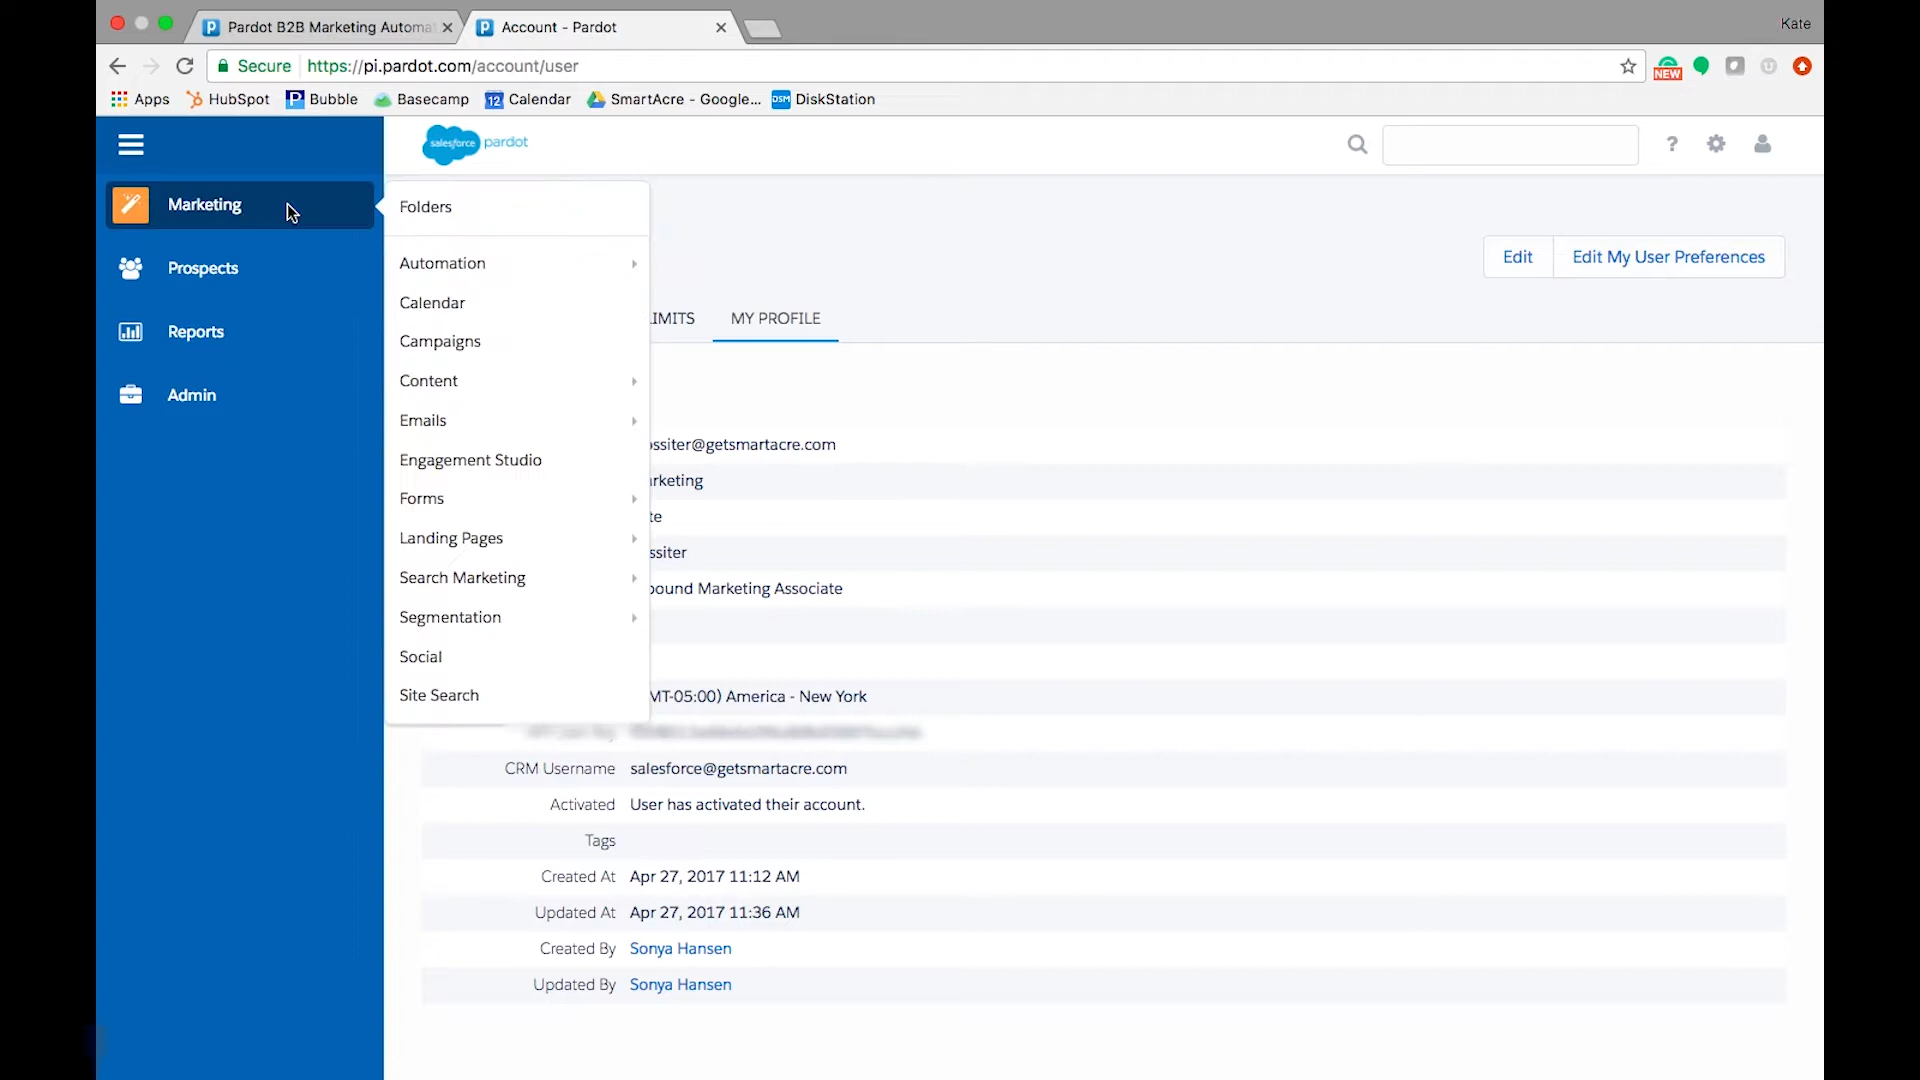 Pardot B2B Marketing Automa
Account - Pardot
Kate
Secure
https://pi.pardot.com/account/user
NEW
Apps
HubSpot
Bubble
Basecamp
12 Calendar
SmartAcre - Google...
DSM DiskStation
salesforce pardot
?
Marketing
Prospects
Reports
Admin
Folders
Automation
Calendar
Campaigns
Content
Emails
Engagement Studio
Forms
Landing Pages
Search Marketing
Segmentation
Social
Site Search
Edit
Edit My User Preferences
IMITS
MY PROFILE
ossiter@getsmartacre.com
arketing
te
ssiter
bound Marketing Associate
MT-05:00) America - New York
CRM Username salesforce@getsmartacre.com
Activated User has activated their account.
Tags
Created At Apr 27, 2017 11:12 AM
Updated At Apr 27, 2017 11:36 AM
Created By Sonya Hansen
Updated By Sonya Hansen